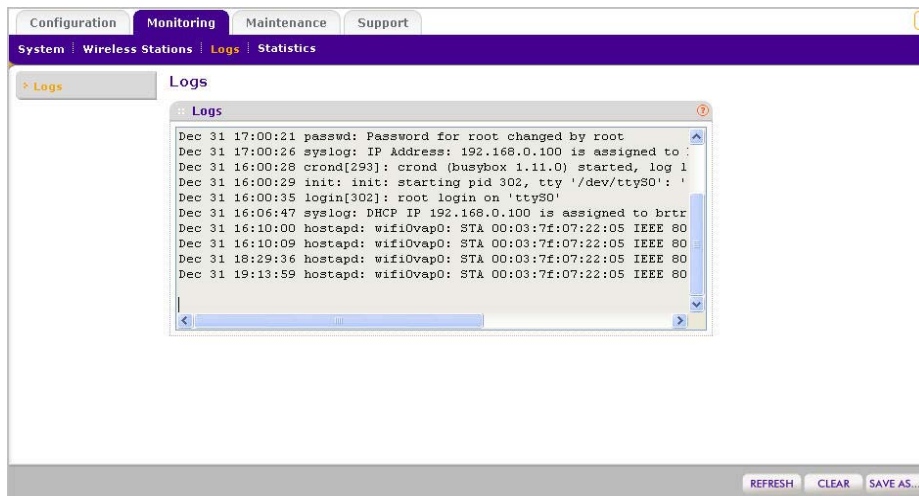 Configuration Monitoring Maintenance Support
System Wireless Stations Logs Statistics
Logs
Logs
Logs
Dec 31 17:00:21 passwd: Password for root changed by root
Dec 31 17:00:26 syslog: IP Address: 192.168.0.100 is assigned to
Dec 31 16:00:28 crond[293]: crond (busybox 1.11.0) started, log l
Dec 31 16:00:29 init: init: starting pid 302, tty '/dev/ttyS0': '
Dec 31 16:00:35 login[302]: root login on 'ttyS0'
Dec 31 16:06:47 syslog: DHCP IP 192.168.0.100 is assigned to brtr
Dec 31 16:10:00 hostapd: wifi0vap0: STA 00:03:7f:07:22:05 IEEE 80
Dec 31 16:10:09 hostapd: wifi0vap0: STA 00:03:7f:07:22:05 IEEE 80
Dec 31 18:29:36 hostapd: wifi0vap0: STA 00:03:7f:07:22:05 IEEE 80
Dec 31 19:13:59 hostapd: wifi0vap0: STA 00:03:7f:07:22:05 IEEE 80
REFRESH CLEAR SAVE AS...